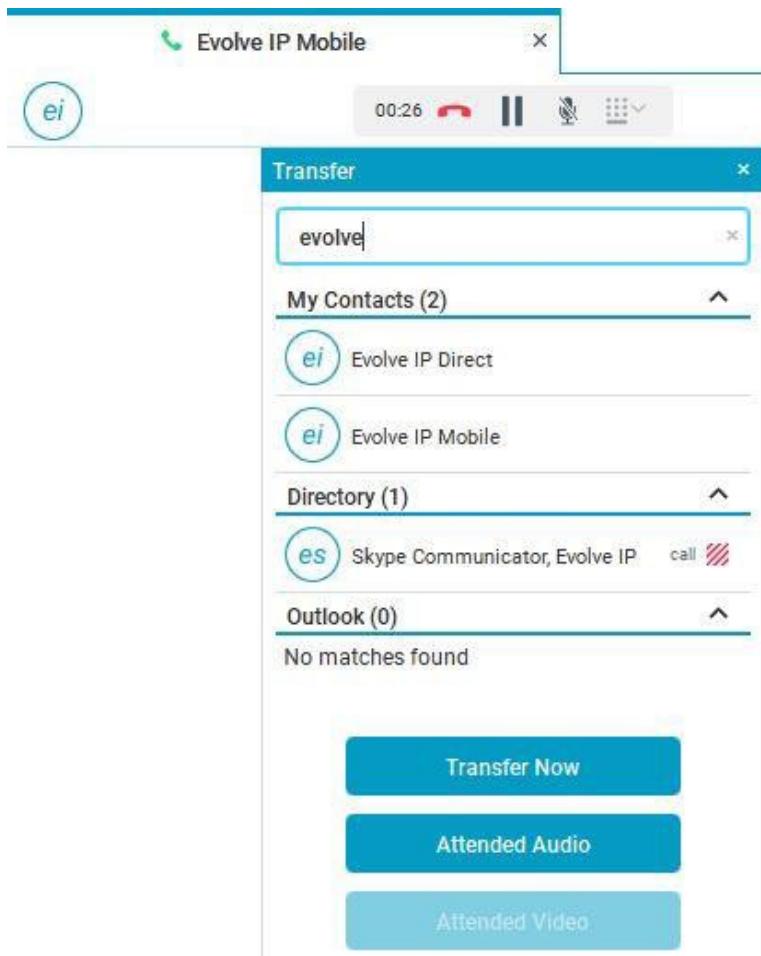 Evolve IP Mobile
ei
00:26
Transfer
evolve
My Contacts (2)
ei Evolve IP Direct
ei Evolve IP Mobile
Directory (1)
es Skype Communicator, Evolve IP call
Outlook (0)
No matches found
Transfer Now
Attended Audio
Attended Video